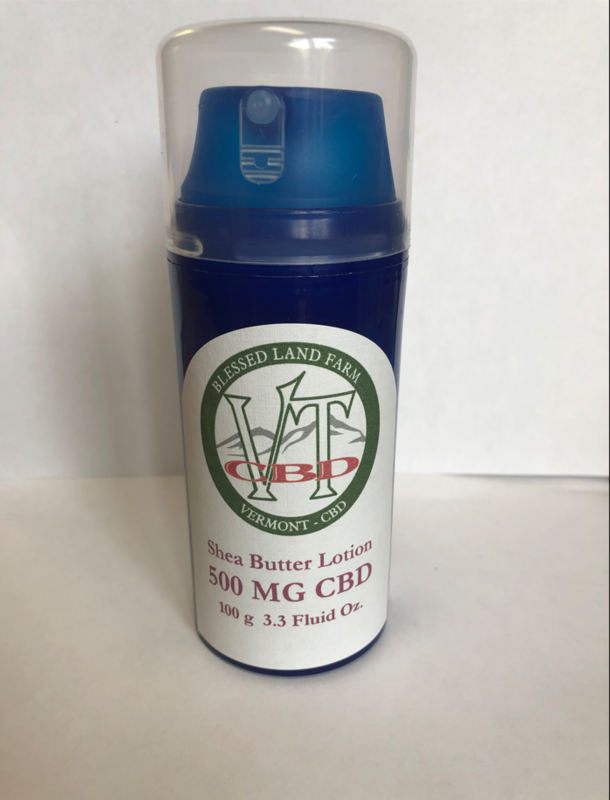 BLESSED LAND FARM
VT
CBD
VERMONT - CBD
Shea Butter Lotion
500 MG CBD
100 g 3.3 Fluid Oz.